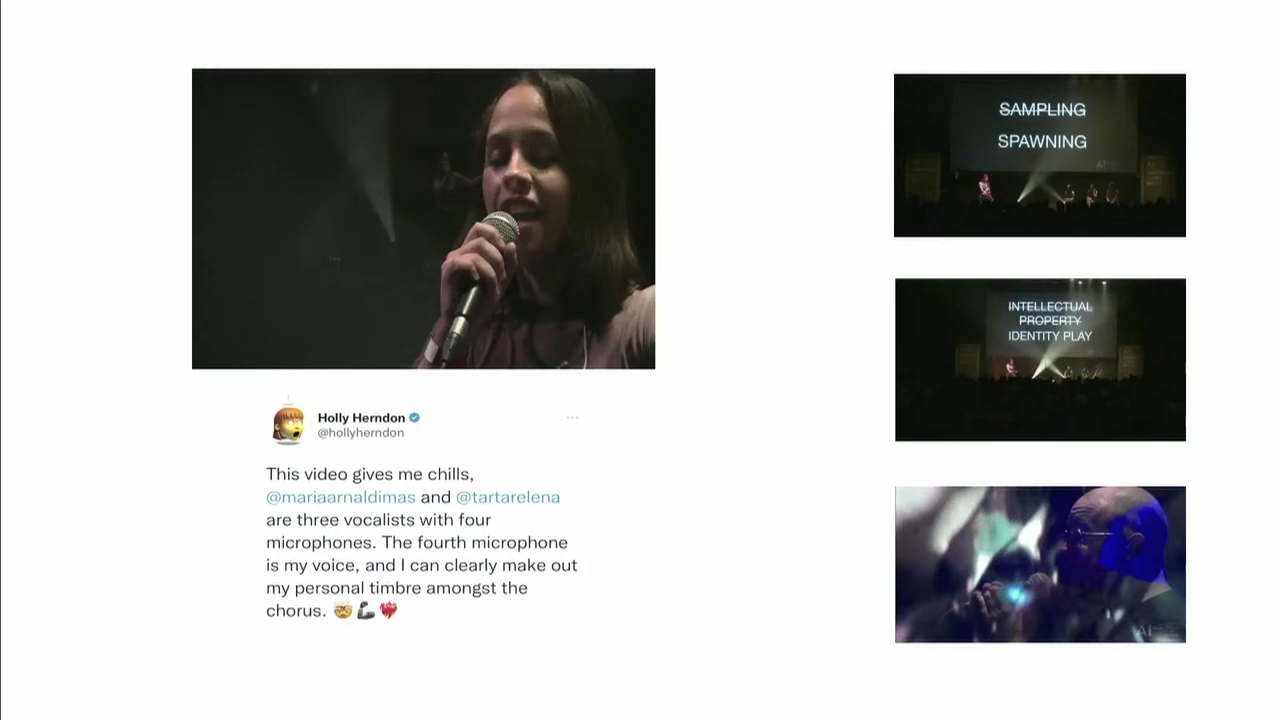 Holly Herndon
@hollyherndon
This video gives me chills,
@mariaarnaldimas and @tartarelena
are three vocalists with four
microphones. The fourth microphone
is my voice, and I can clearly make out
my personal timbre amongst the
chorus. 🤯💪❤️‍🔥
SAMPLING
SPAWNING
INTELLECTUAL
PROPERTY
IDENTITY PLAY